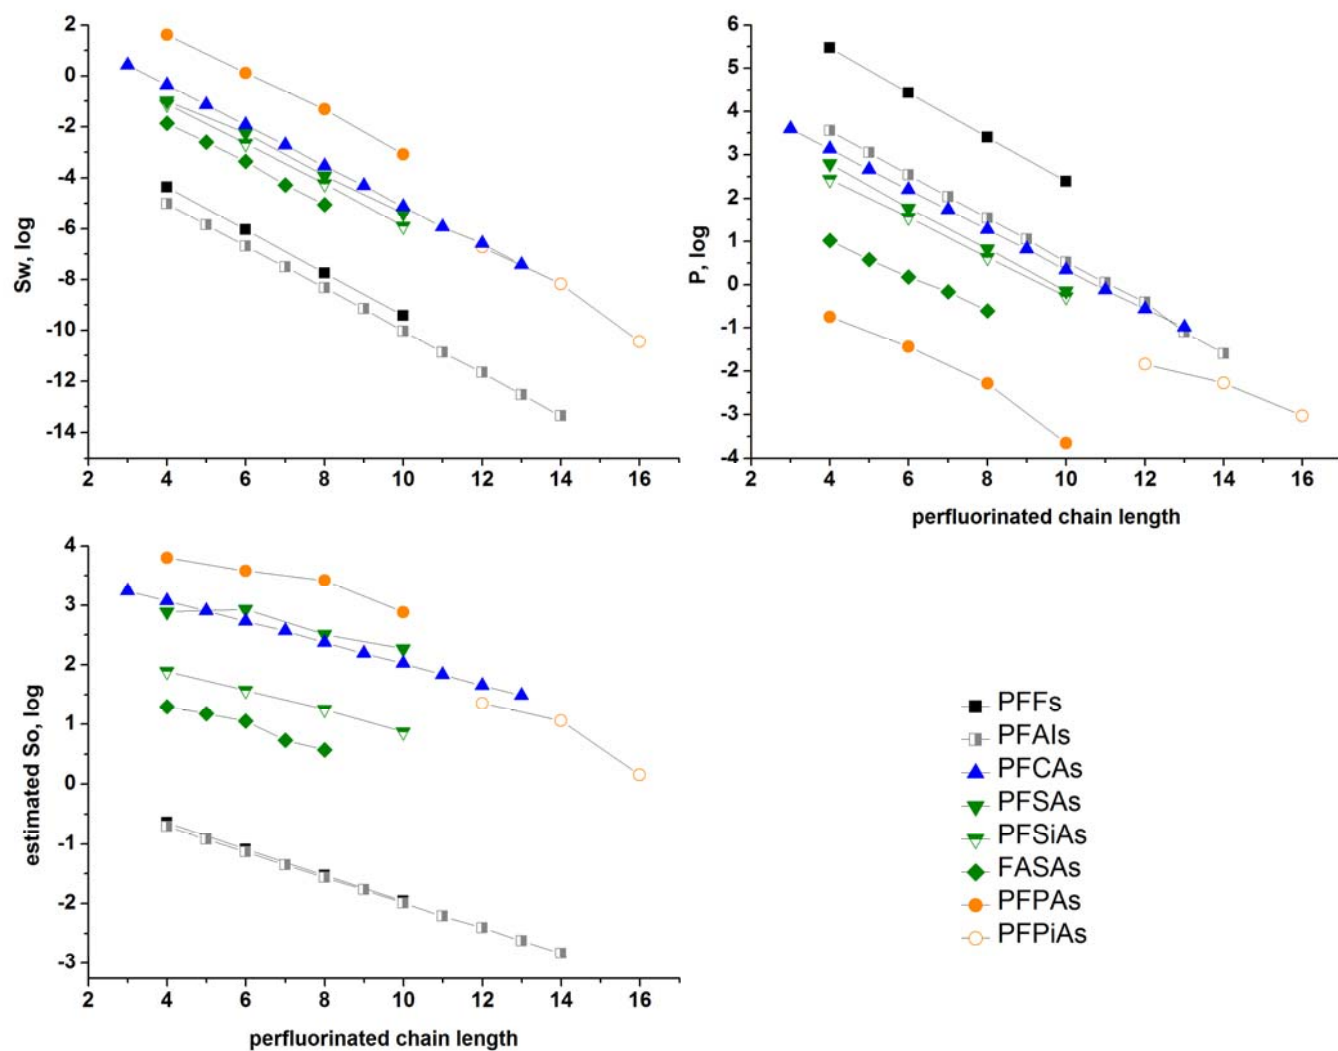 2
0
-2
-4
-6
-8
-10
-12
-14
Sw, log
2 4 6 8 10 12 14 16
6
5
4
3
2
1
0
-1
-2
-3
-4
P, log
2 4 6 8 10 12 14 16
perfluorinated chain length
4
3
2
1
0
-1
-2
-3
estimated So, log
2 4 6 8 10 12 14 16
perfluorinated chain length
PFFs
PFAIs
PFCAs
PFSAs
PFSiAs
FASAs
PFPAs
PFPiAs